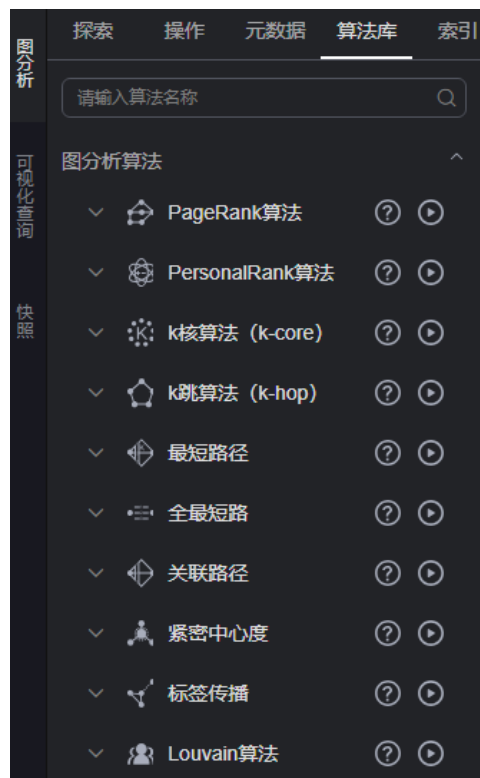 图分析
可视化查询
快照
探索 操作 元数据 算法库 索引
请输入算法名称
图分析算法
PageRank算法
PersonalRank算法
k核算法（k-core）
k跳算法（k-hop）
最短路径
全最短路
关联路径
紧密中心度
标签传播
Louvain算法